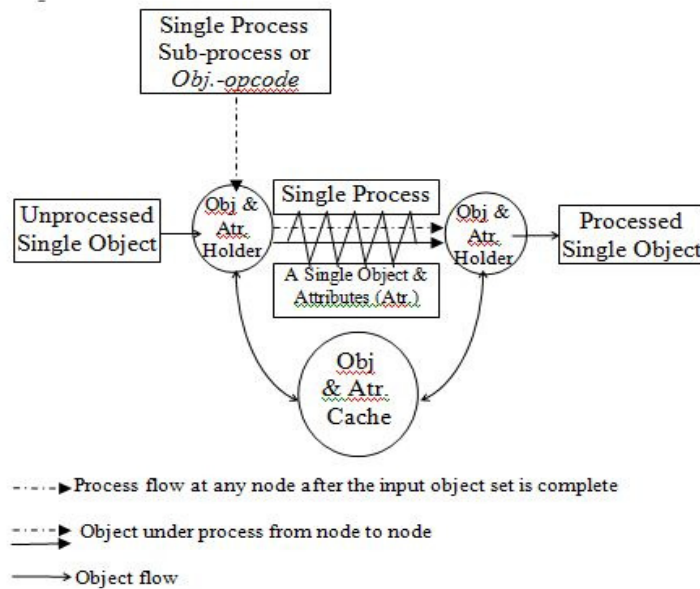 Single Process
Sub-process or
Obj.-opcode
Unprocessed
Single Object
Obj &
Atr.
Holder
Single Process
A Single Object &
Attributes (Atr.)
Obj &
Atr.
Holder
Processed
Single Object
Obj
& Atr.
Cache
Process flow at any node after the input object set is complete
Object under process from node to node
Object flow